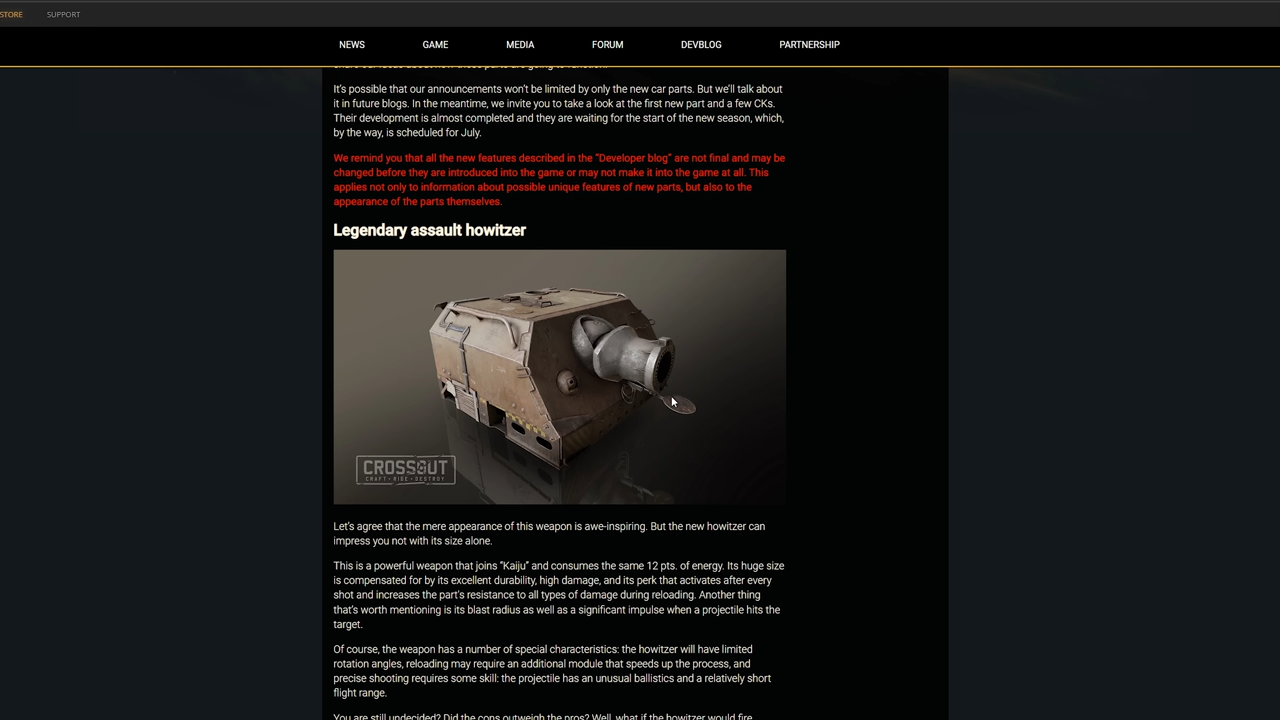 STORE
SUPPORT
NEWS
GAME
MEDIA
FORUM
DEVBLOG
PARTNERSHIP
share our ideas about how these parts are going to function.
It's possible that our announcements won't be limited by only the new car parts. But we'll talk about
it in future blogs. In the meantime, we invite you to take a look at the first new part and a few CKs.
Their development is almost completed and they are waiting for the start of the new season, which,
by the way, is scheduled for July.
We remind you that all the new features described in the "Developer blog" are not final and may be
changed before they are introduced into the game or may not make it into the game at all. This
applies not only to information about possible unique features of new parts, but also to the
appearance of the parts themselves.
Legendary assault howitzer
CROSSOUT
CRAFT • RIDE • DESTROY
Let's agree that the mere appearance of this weapon is awe-inspiring. But the new howitzer can
impress you not with its size alone.
This is a powerful weapon that joins "Kaiju" and consumes the same 12 pts. of energy. Its huge size
is compensated for by its excellent durability, high damage, and its perk that activates after every
shot and increases the part's resistance to all types of damage during reloading. Another thing
that's worth mentioning is its blast radius as well as a significant impulse when a projectile hits the
target.
Of course, the weapon has a number of special characteristics: the howitzer will have limited
rotation angles, reloading may require an additional module that speeds up the process, and
precise shooting requires some skill: the projectile has an unusual ballistics and a relatively short
flight range.
You are still undecided? Did the cons outweigh the pros? Well, what if the howitzer would fire